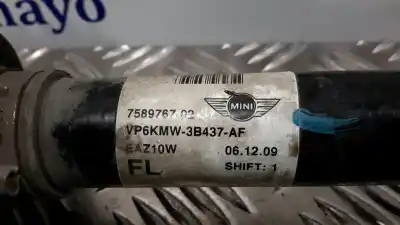 mayo
7589767 02
MINI
VP6KMW-3B437-AF
EAZ10W 06.12.09
FL SHIFT: 1